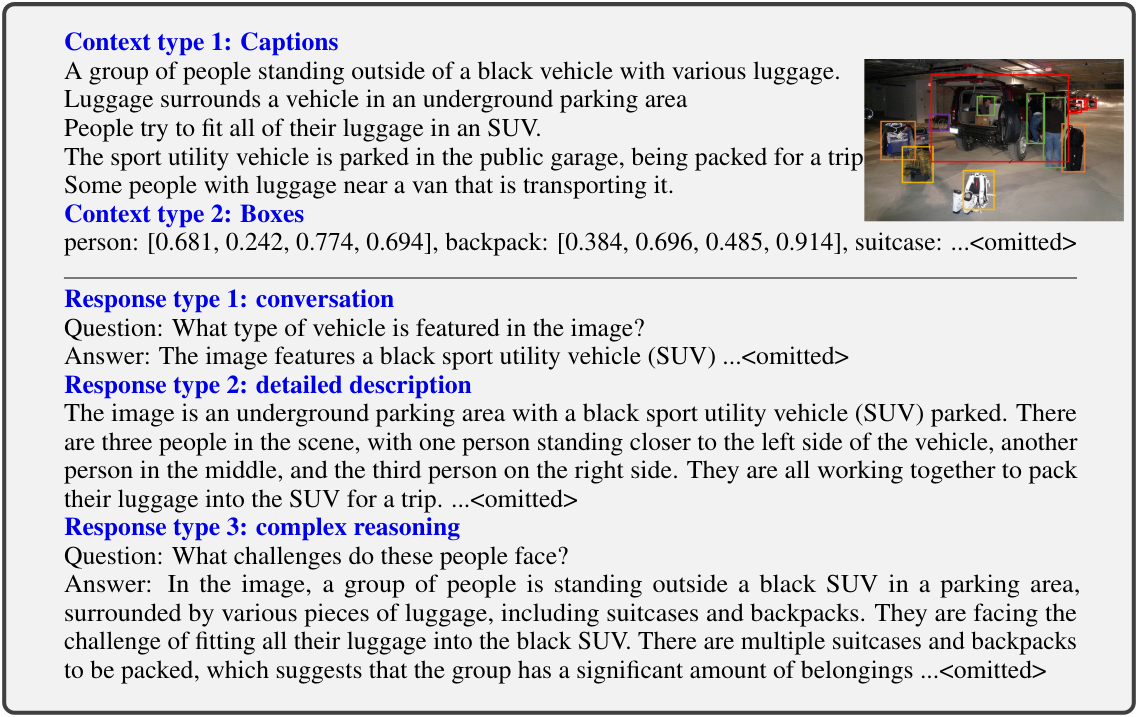 Context type 1: Captions
A group of people standing outside of a black vehicle with various luggage.
Luggage surrounds a vehicle in an underground parking area
People try to fit all of their luggage in an SUV.
The sport utility vehicle is parked in the public garage, being packed for a trip
Some people with luggage near a van that is transporting it.
Context type 2: Boxes
person: [0.681, 0.242, 0.774, 0.694], backpack: [0.384, 0.696, 0.485, 0.914], suitcase: ...<omitted>
Response type 1: conversation
Question: What type of vehicle is featured in the image?
Answer: The image features a black sport utility vehicle (SUV) ...<omitted>
Response type 2: detailed description
The image is an underground parking area with a black sport utility vehicle (SUV) parked. There
are three people in the scene, with one person standing closer to the left side of the vehicle, another
person in the middle, and the third person on the right side. They are all working together to pack
their luggage into the SUV for a trip. ...<omitted>
Response type 3: complex reasoning
Question: What challenges do these people face?
Answer: In the image, a group of people is standing outside a black SUV in a parking area,
surrounded by various pieces of luggage, including suitcases and backpacks. They are facing the
challenge of fitting all their luggage into the black SUV. There are multiple suitcases and backpacks
to be packed, which suggests that the group has a significant amount of belongings ...<omitted>